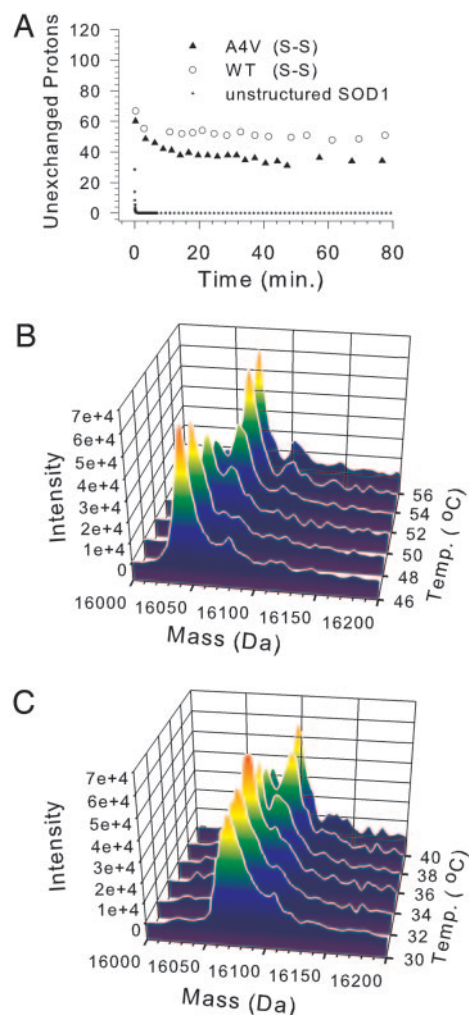 A
Unexchanged Protons
120
100
80
60
40
20
0
A4V (S-S)
WT (S-S)
unstructured SOD1
0 20 40 60 80
Time (min.)
B
Intensity
7e+4
6e+4
5e+4
4e+4
3e+4
2e+4
1e+4
0
16000 16050 16100 16150 16200
Mass (Da)
56
54
52
50
48
46
Temp. (°C)
C
Intensity
7e+4
6e+4
5e+4
4e+4
3e+4
2e+4
1e+4
0
16000 16050 16100 16150 16200
Mass (Da)
40
38
36
34
32
30
Temp. (°C)